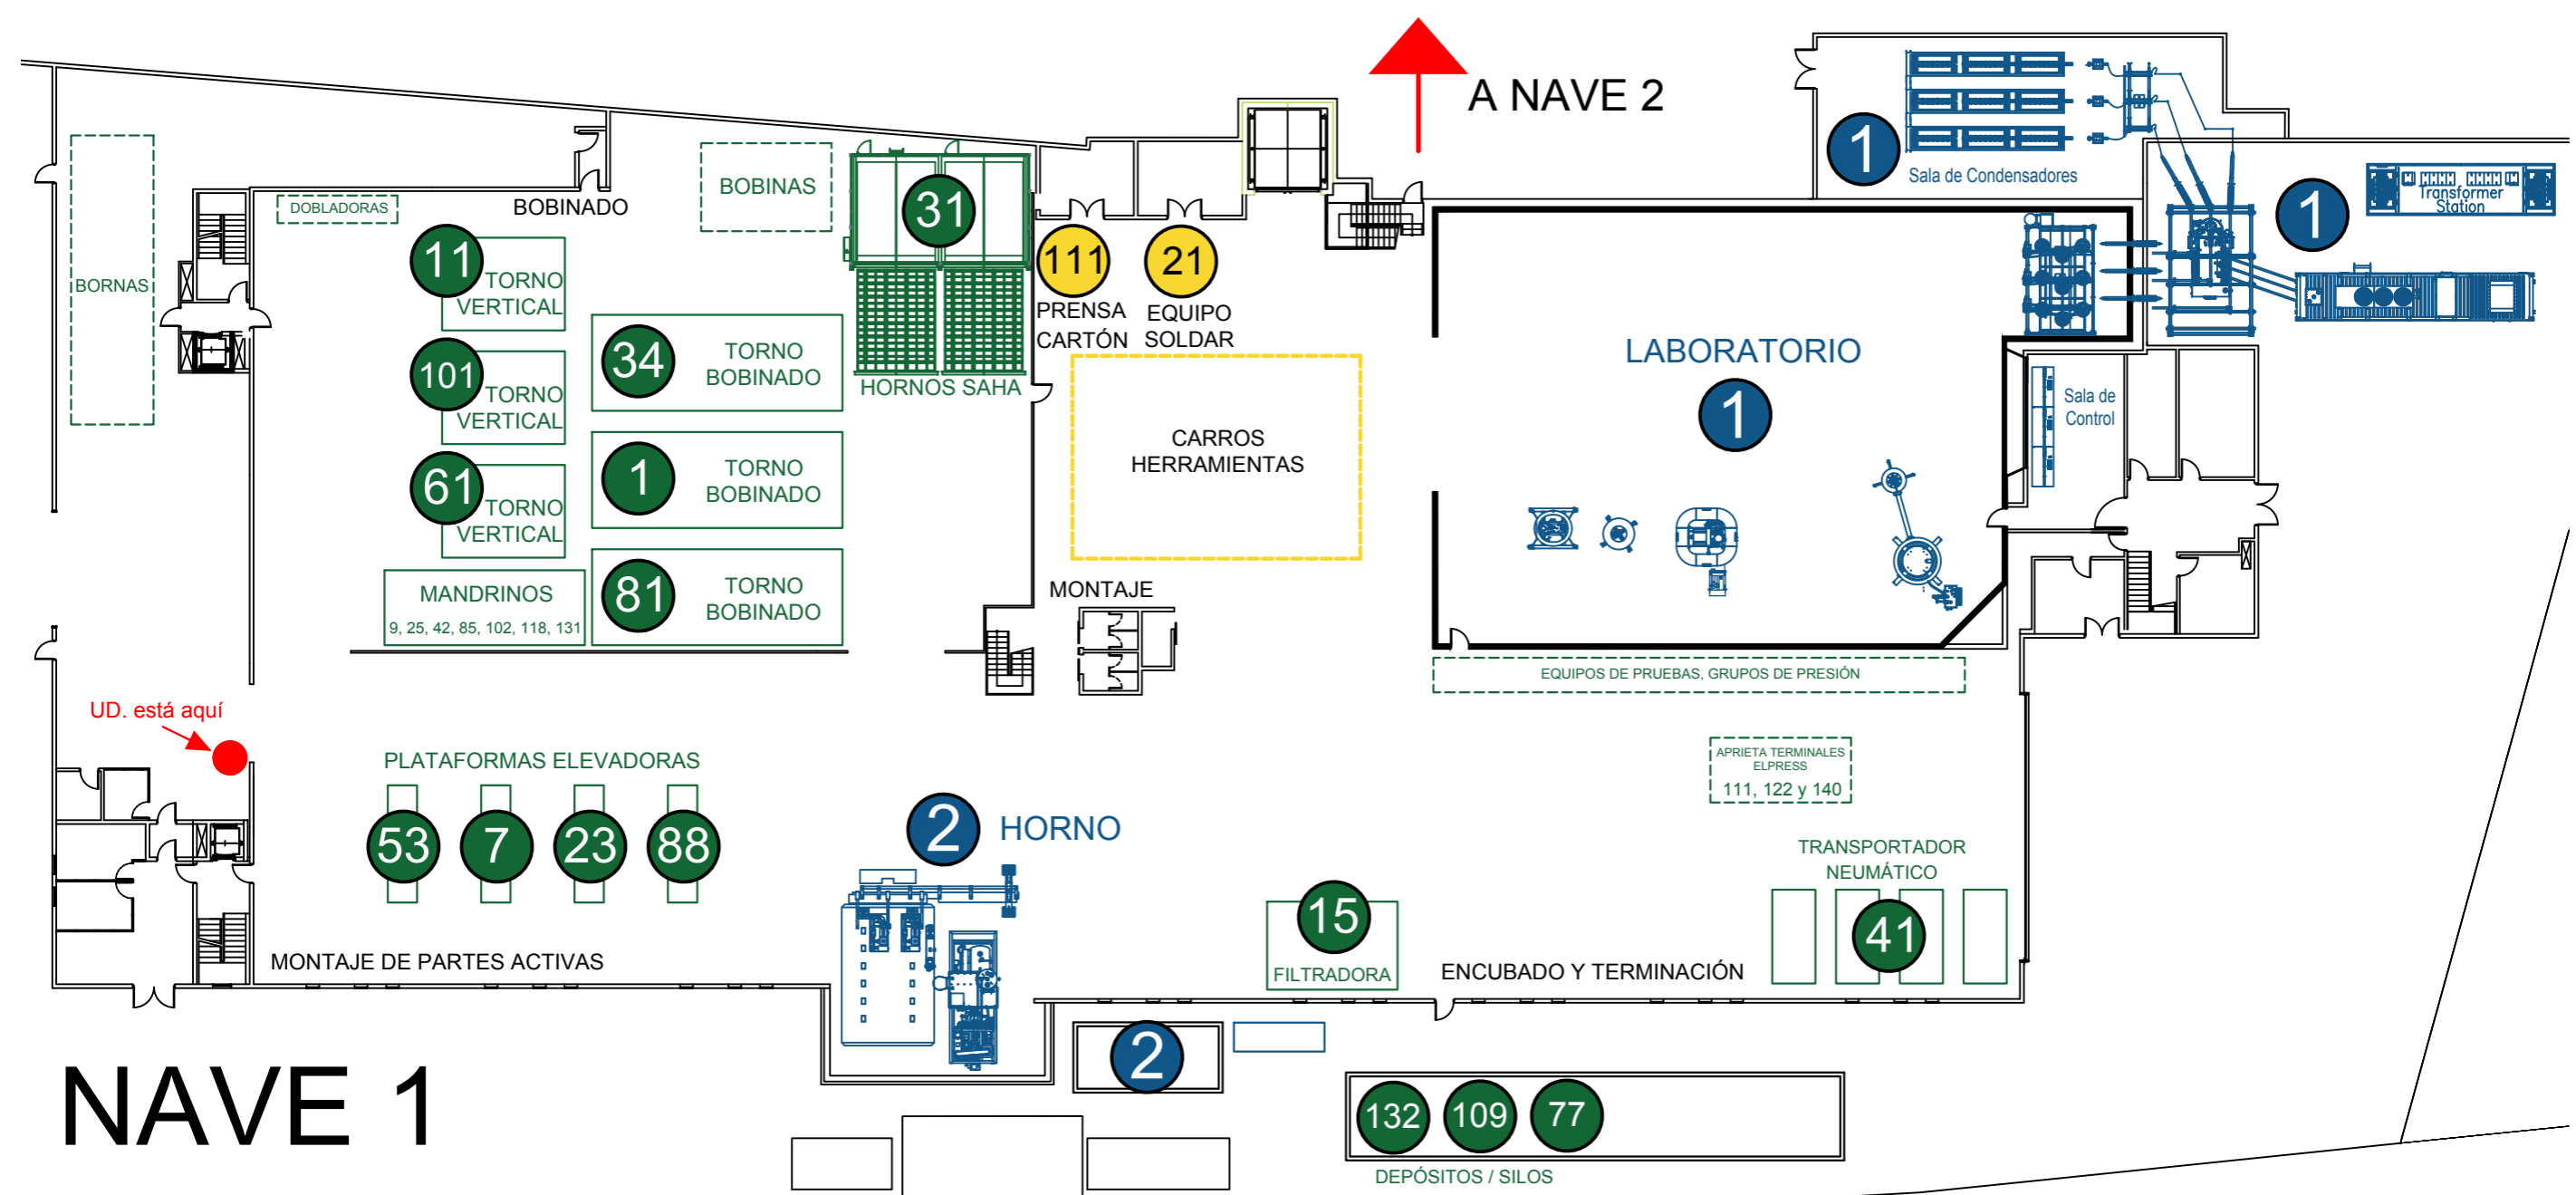 A NAVE 2
1
Sala de Condensadores
1
Transformer
Station
BORNAS
DOBLADORAS
BOBINADO
BOBINAS
31
HORNOS SAHA
11
TORNO
VERTICAL
101
TORNO
VERTICAL
61
TORNO
VERTICAL
34
TORNO
BOBINADO
1
TORNO
BOBINADO
81
TORNO
BOBINADO
MANDRINOS
9, 25, 42, 85, 102, 118, 131
111
PRENSA
CARTÓN
21
EQUIPO
SOLDAR
CARROS
HERRAMIENTAS
MONTAJE
LABORATORIO
1
Sala de
Control
EQUIPOS DE PRUEBAS, GRUPOS DE PRESIÓN
UD. está aquí
PLATAFORMAS ELEVADORAS
53
7
23
88
MONTAJE DE PARTES ACTIVAS
2
HORNO
APRIETA TERMINALES
ELPRESS
111, 122 y 140
TRANSPORTADOR
NEUMÁTICO
41
15
FILTRADORA
ENCUBADO Y TERMINACIÓN
2
NAVE 1
132
109
77
DEPÓSITOS / SILOS